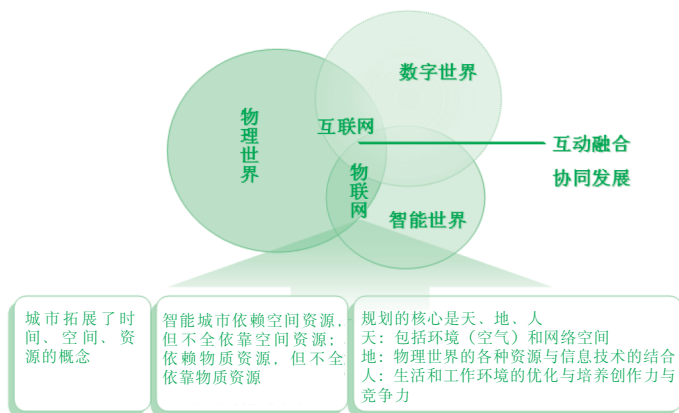 数字世界
物理世界
互联网
互动融合
物联网
协同发展
智能世界
城市拓展了时
间、空间、资
源的概念
智能城市依赖空间资源，
但不全依靠空间资源；
依赖物质资源，但不全
依靠物质资源
规划的核心是天、地、人
天：包括环境（空气）和网络空间
地：物理世界的各种资源与信息技术的结合
人：生活和工作环境的优化与培养创作力与
竞争力